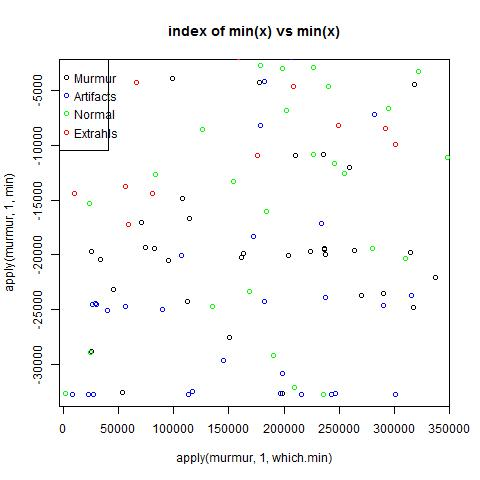 index of min(x) vs min(x)
Murmur
Artifacts
Normal
Extrahls
-5000
-10000
-15000
-20000
-25000
-30000
apply(murmur, 1, min)
0
50000
100000
150000
200000
250000
300000
350000
apply(murmur, 1, which.min)